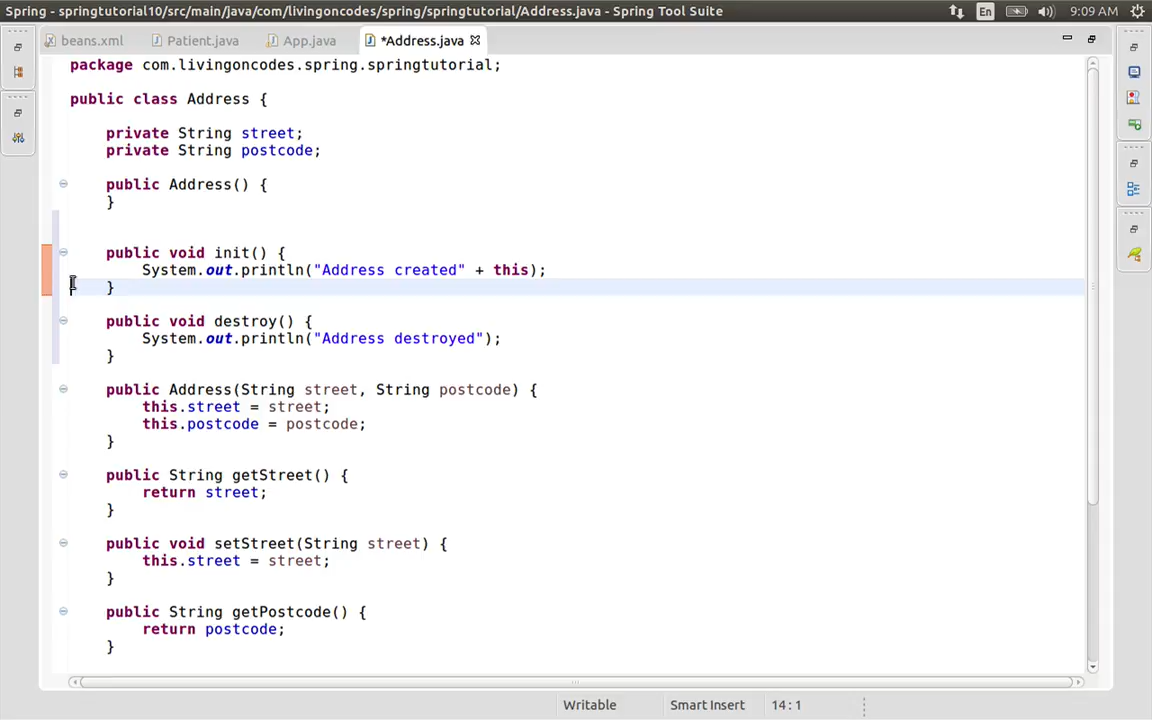 Spring - springtutorial10/src/main/java/com/livingoncodes/spring/springtutorial/Address.java - Spring Tool Suite
En
9:09 AM
beans.xml
Patient.java
App.java
*Address.java
package com.livingoncodes.spring.springtutorial;
public class Address {
private String street;
private String postcode;
public Address() {
}
public void init() {
System.out.println("Address created" + this);
}
public void destroy() {
System.out.println("Address destroyed");
}
public Address(String street, String postcode) {
this.street = street;
this.postcode = postcode;
}
public String getStreet() {
return street;
}
public void setStreet(String street) {
this.street = street;
}
public String getPostcode() {
return postcode;
}
Writable
Smart Insert
14 : 1